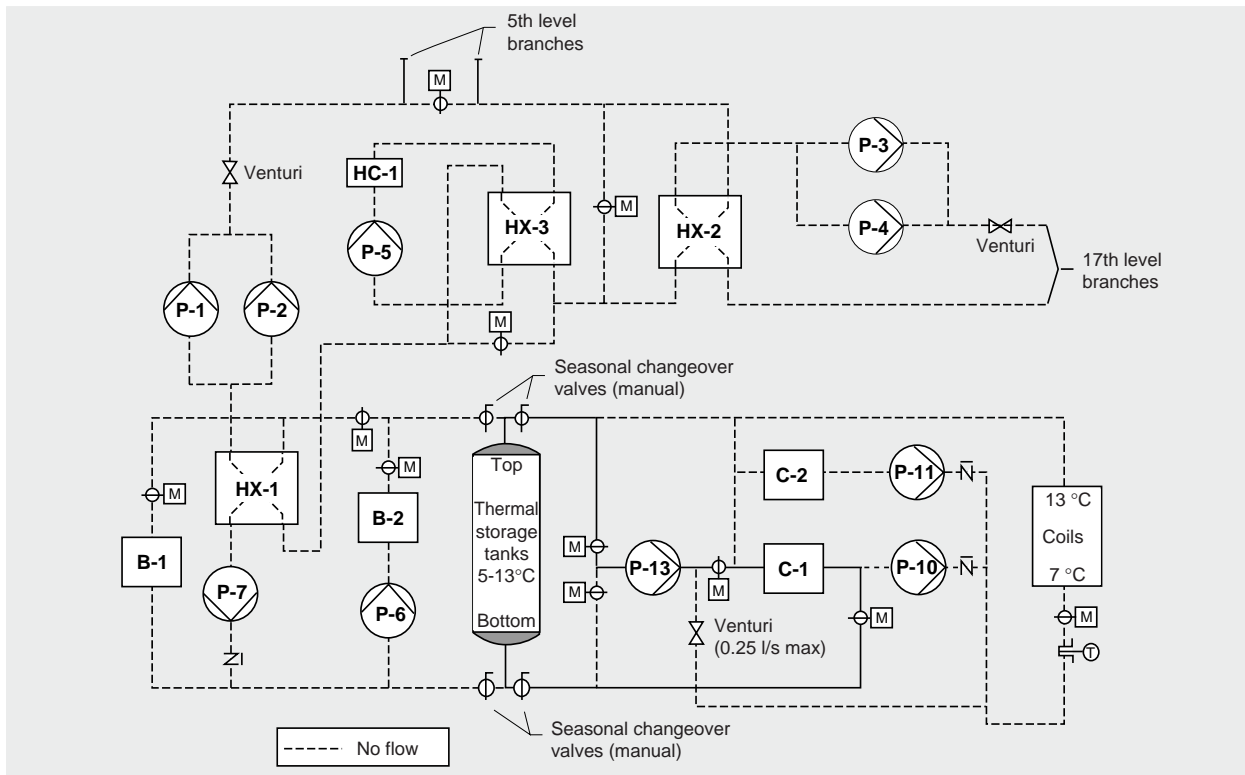 5th level
branches
M
Venturi
HC-1
P-5
HX-3
M
HX-2
P-3
P-4
Venturi
17th level
branches
P-1
P-2
M
Seasonal changeover
valves (manual)
M
M
HX-1
B-2
M
B-1
P-7
P-6
Top
Thermal
storage
tanks
5-13°C
Bottom
M
M
P-13
M
C-2
P-11
C-1
P-10
M
Venturi
(0.25 l/s max)
13 °C
Coils
7 °C
M
T
Seasonal changeover
valves (manual)
No flow